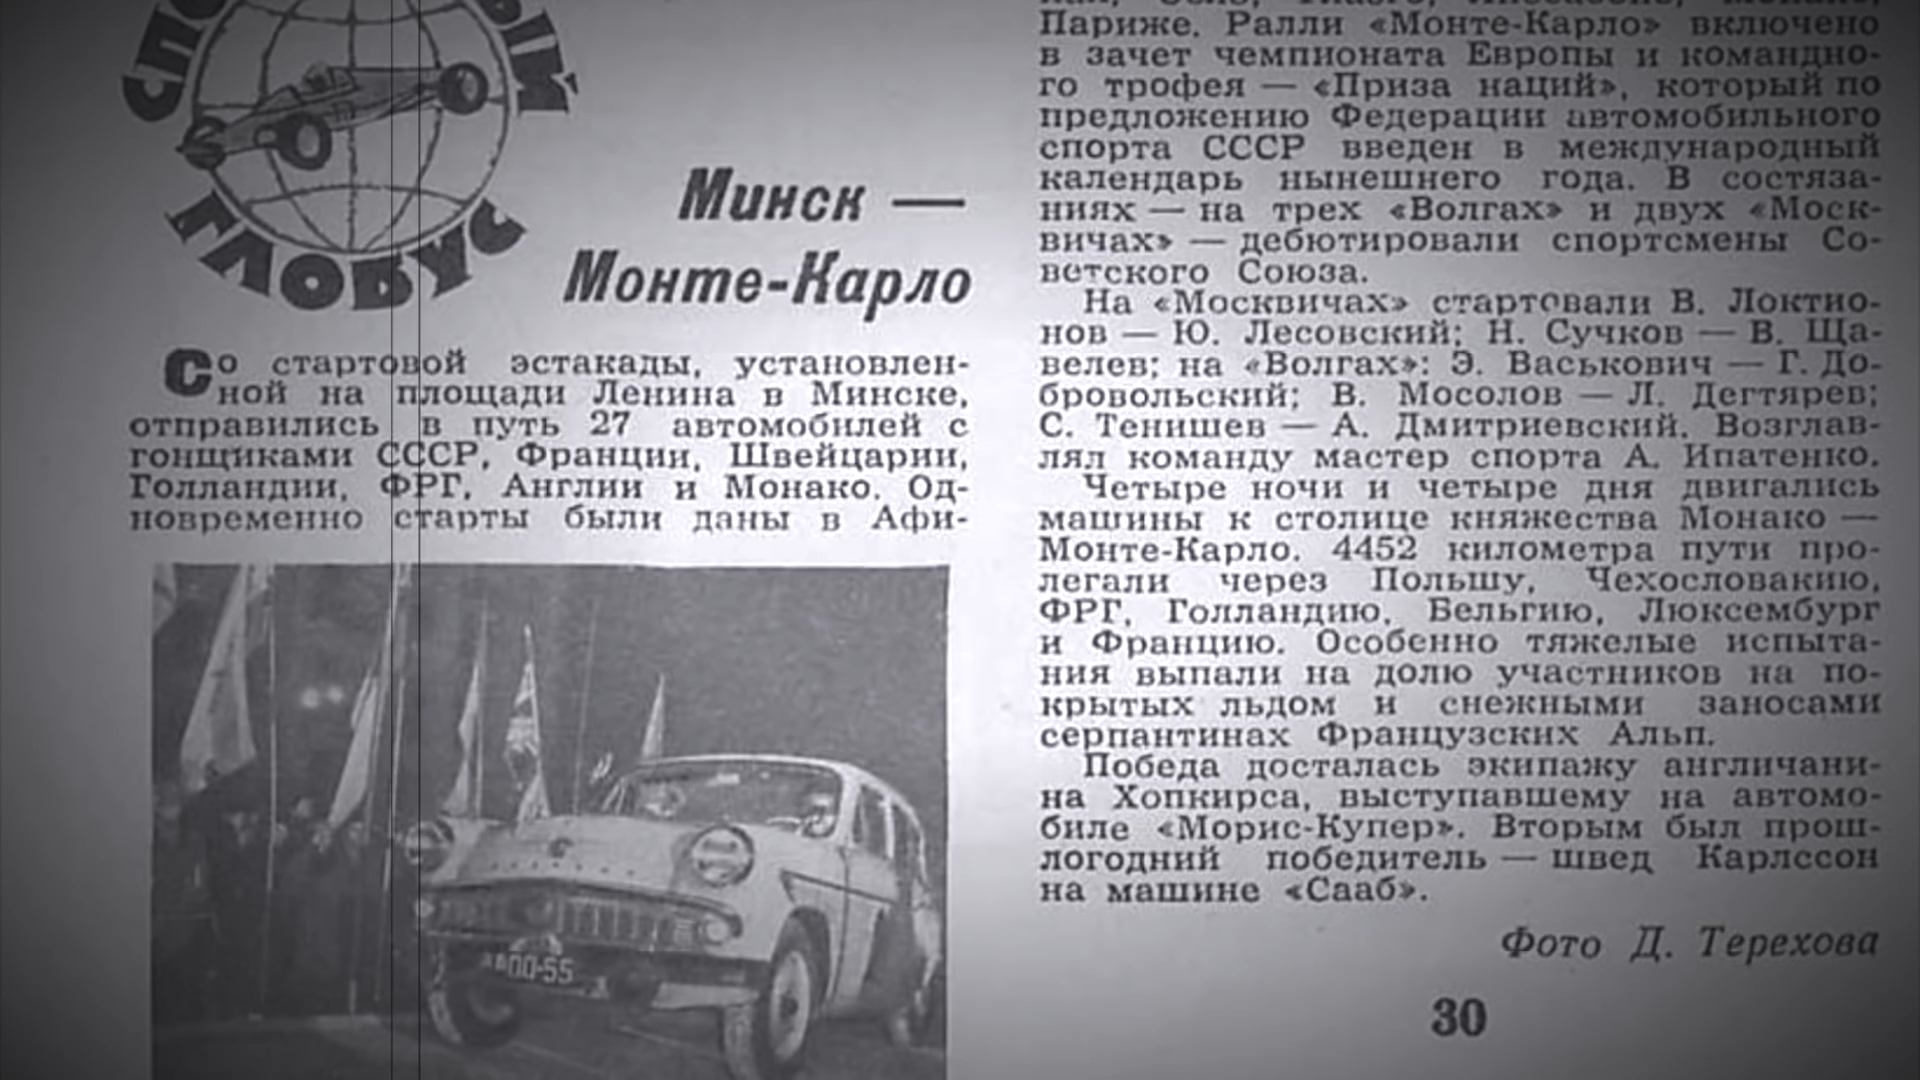 СПО
ЫЙ
ГЛОБУС
Минск —
Монте-Карло
Со стартовой эстакады, установлен-
ной на площади Ленина в Минске,
отправились в путь 27 автомобилей с
гонщиками СССР, Франции, Швейцарии,
Голландии, ФРГ, Англии и Монако. Од-
новременно старты были даны в Афи-
АА 00-55
Париже. Ралли «Монте-Карло» включено
в зачет чемпионата Европы и командно-
го трофея — «Приза наций», который по
предложению Федерации автомобильного
спорта СССР введен в международный
календарь нынешнего года. В состяза-
ниях — на трех «Волгах» и двух «Моск-
вичах» — дебютировали спортсмены Со-
ветского Союза.
На «Москвичах» стартовали В. Локтио-
нов — Ю. Лесовский; Н. Сучков — В. Ща-
велев; на «Волгах»: Э. Васькович — Г. До-
бровольский; В. Мосолов — Л. Дегтярев;
С. Тенишев — А. Дмитриевский. Возглав-
лял команду мастер спорта А. Ипатенко.
Четыре ночи и четыре дня двигались
машины к столице княжества Монако —
Монте-Карло. 4452 километра пути про-
легали через Польшу, Чехословакию,
ФРГ, Голландию, Бельгию, Люксембург
и Францию. Особенно тяжелые испыта-
ния выпали на долю участников на по-
крытых льдом и снежными заносами
серпантинах Французских Альп.
Победа досталась экипажу англичани-
на Хопкирса, выступавшему на автомо-
биле «Морис-Купер». Вторым был прош-
логодний победитель — швед Карлссон
на машине «Сааб».
Фото Д. Терехова
30